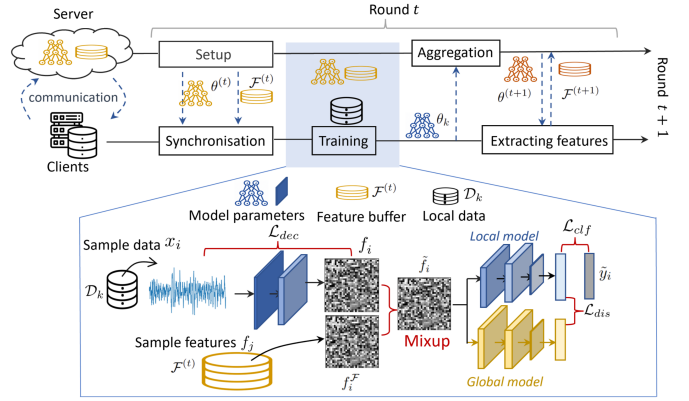 Round t
Server
Setup
Aggregation
communication
θ^(t)
F^(t)
θ^(t+1)
F^(t+1)
θ_k
Synchronisation
Training
Extracting features
Clients
Round t + 1
F^(t)
D_k
Model parameters
Feature buffer
Local data
Sample data x_i
L_dec
f_i
Local model
L_clf
f̃_i
ỹ_i
D_k
L_dis
Mixup
Sample features f_j
F^(t)
f_i^F
Global model